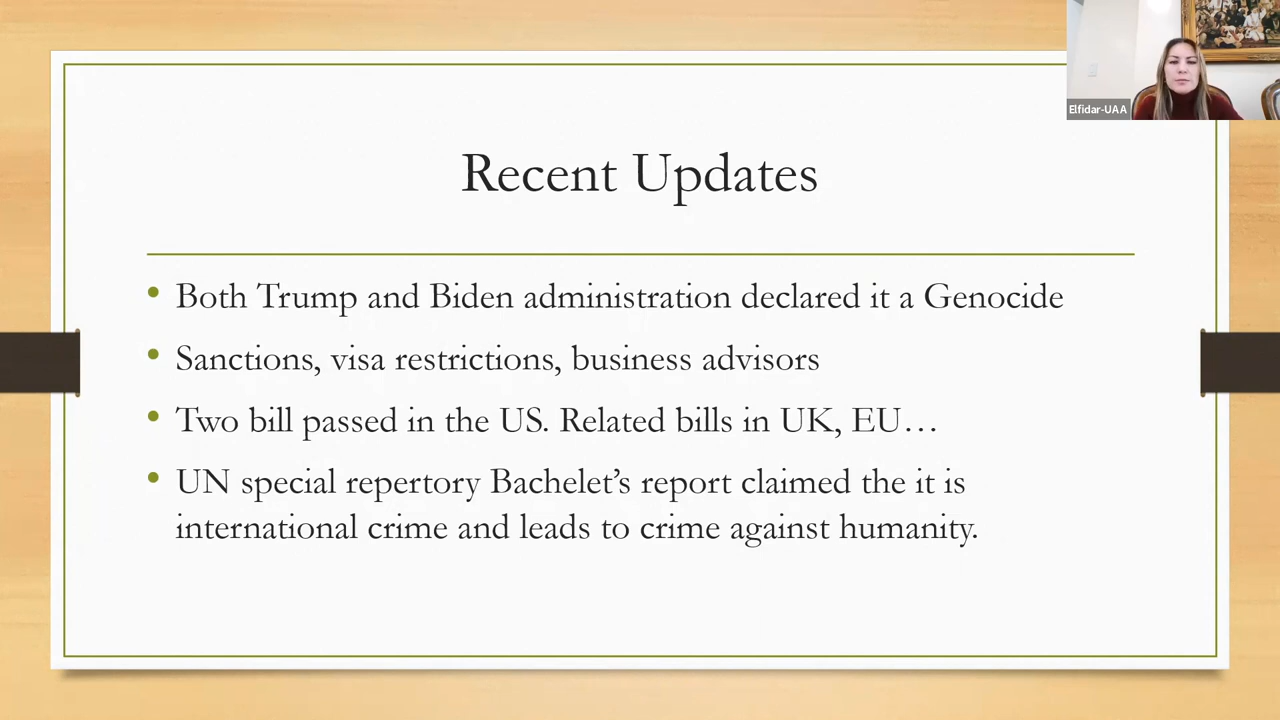 Elfidar-UAA
Recent Updates
• Both Trump and Biden administration declared it a Genocide
• Sanctions, visa restrictions, business advisors
• Two bill passed in the US. Related bills in UK, EU…
• UN special repertory Bachelet’s report claimed the it is
international crime and leads to crime against humanity.